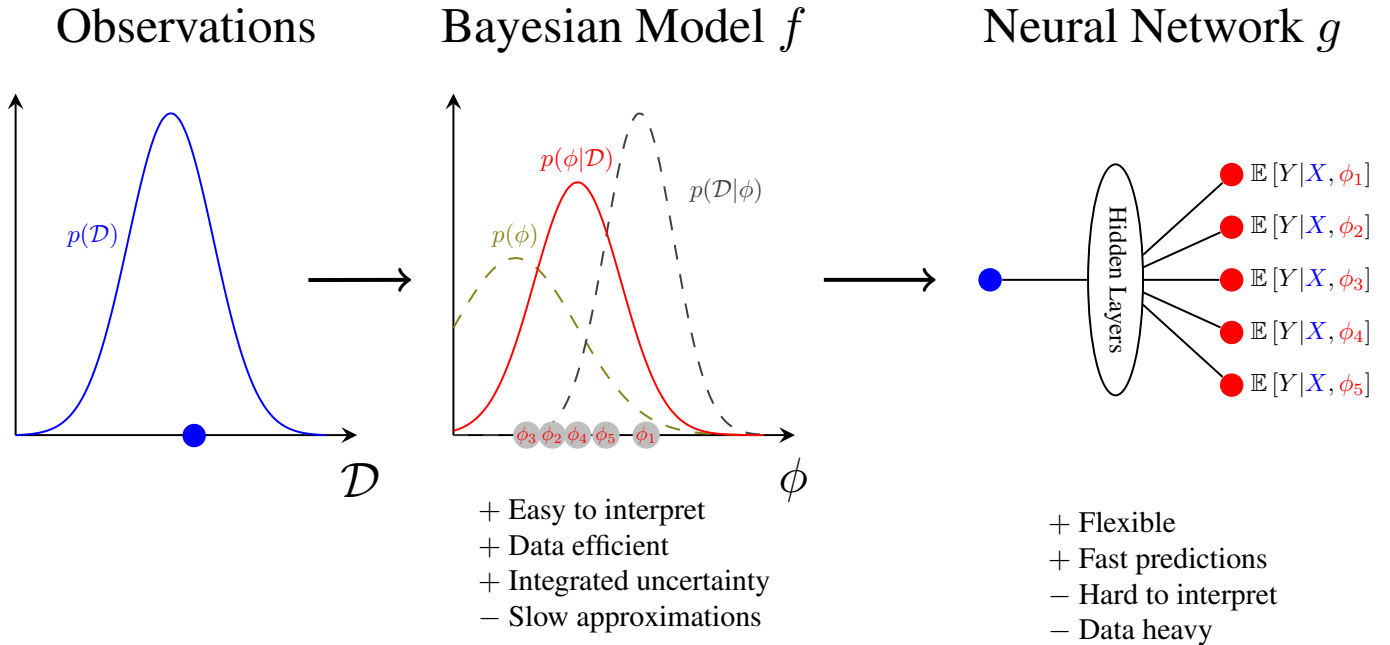 Observations
Bayesian Model f
Neural Network g
p(𝒟)
𝒟
p(ϕ|𝒟)
p(𝒟|ϕ)
p(ϕ)
ϕ₃ ϕ₂ ϕ₄ ϕ₅ ϕ₁
ϕ
+ Easy to interpret
+ Data efficient
+ Integrated uncertainty
− Slow approximations
Hidden Layers
𝔼 [Y|X, ϕ₁]
𝔼 [Y|X, ϕ₂]
𝔼 [Y|X, ϕ₃]
𝔼 [Y|X, ϕ₄]
𝔼 [Y|X, ϕ₅]
+ Flexible
+ Fast predictions
− Hard to interpret
− Data heavy